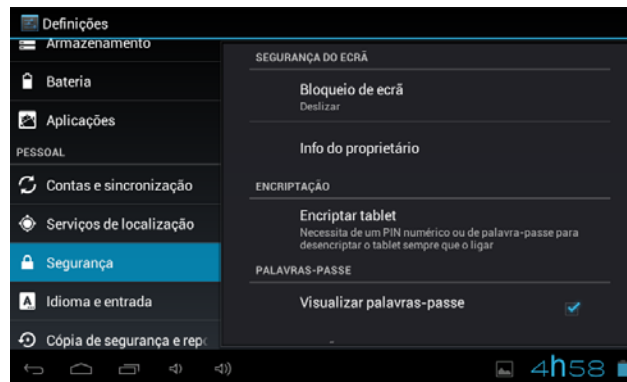 Definições
Armazenamento
Bateria
Aplicações
PESSOAL
Contas e sincronização
Serviços de localização
Segurança
Idioma e entrada
Cópia de segurança e rep
SEGURANÇA DO ECRÃ
Bloqueio de ecrã
Deslizar
Info do proprietário
ENCRIPTAÇÃO
Encriptar tablet
Necessita de um PIN numérico ou de palavra-passe para
desencriptar o tablet sempre que o ligar
PALAVRAS-PASSE
Visualizar palavras-passe
4h58